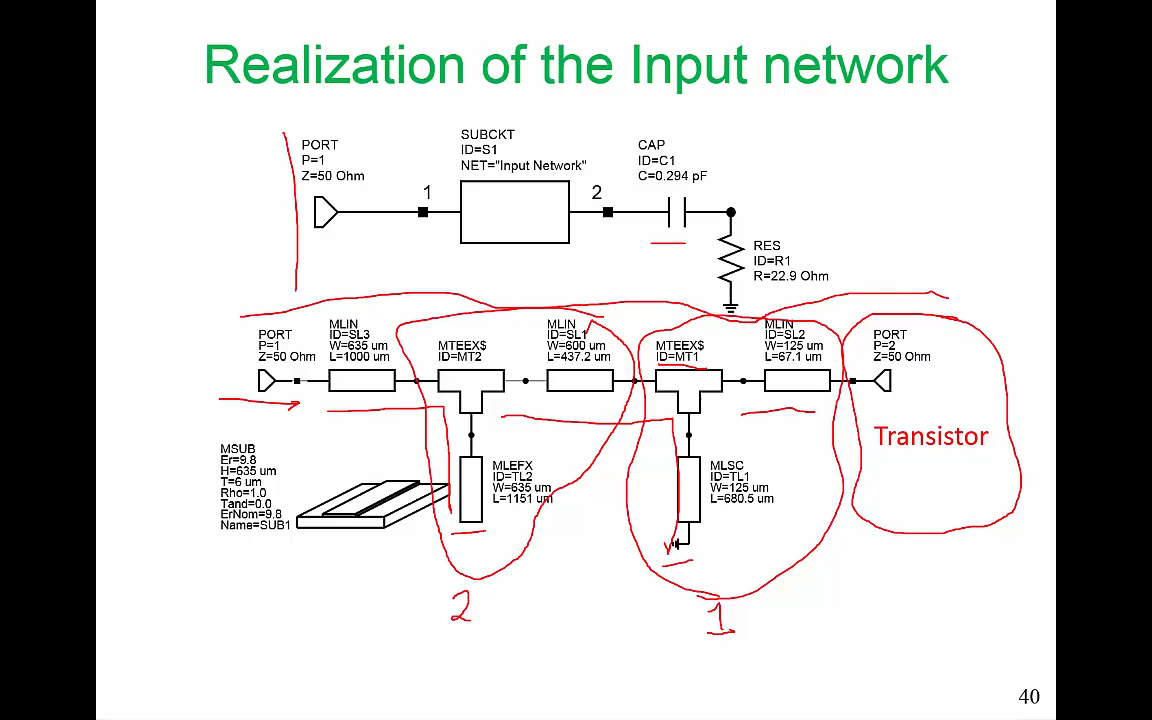 Realization of the Input network
PORT
P=1
Z=50 Ohm
SUBCKT
ID=S1
NET="Input Network"
CAP
ID=C1
C=0.294 pF
1
2
RES
ID=R1
R=22.9 Ohm
PORT
P=1
Z=50 Ohm
MLIN
ID=SL3
W=635 um
L=1000 um
MTEEX$
ID=MT2
MLIN
ID=SL1
W=600 um
L=437.2 um
MTEEX$
ID=MT1
MLIN
ID=SL2
W=125 um
L=67.1 um
PORT
P=2
Z=50 Ohm
Transistor
MSUB
Er=9.8
H=635 um
T=6 um
Rho=1.0
Tand=0.0
ErNom=9.8
Name=SUB1
MLEFX
ID=TL2
W=635 um
L=1151 um
MLSC
ID=TL1
W=125 um
L=680.5 um
2
1
40